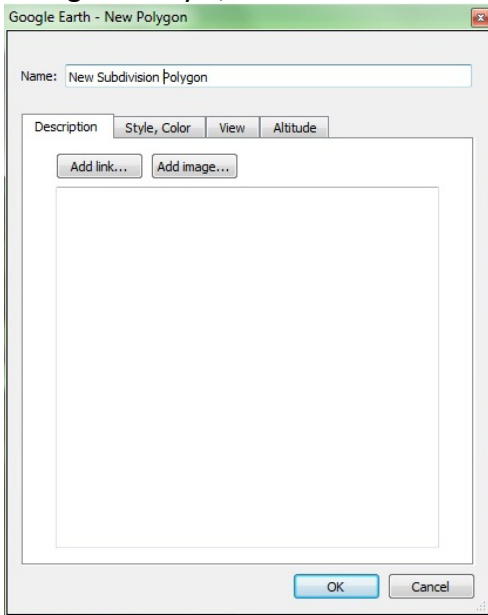 Google Earth - New Polygon
Name: New Subdivision Polygon
Description Style, Color View Altitude
Add link... Add image...
OK Cancel